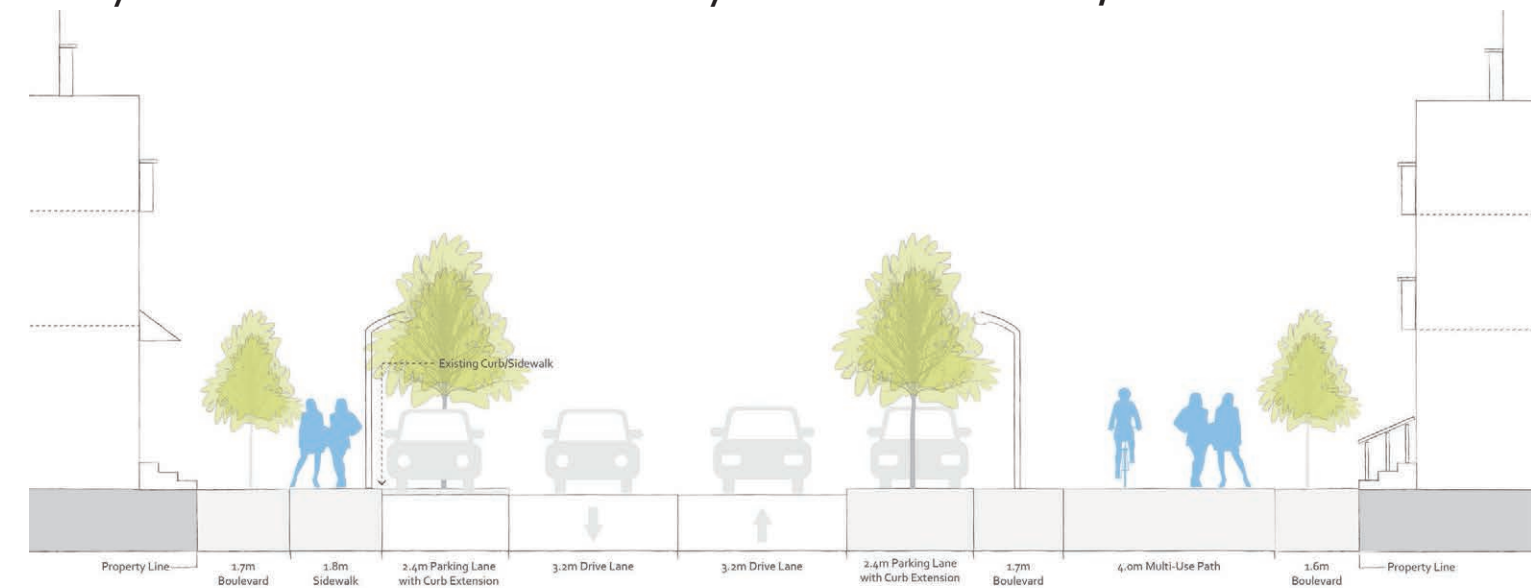 Existing Curb/Sidewalk
Property Line
1.7m
Boulevard
1.8m
Sidewalk
2.4m Parking Lane
with Curb Extension
3.2m Drive Lane
3.2m Drive Lane
2.4m Parking Lane
with Curb Extension
1.7m
Boulevard
4.0m Multi-Use Path
1.6m
Boulevard
Property Line